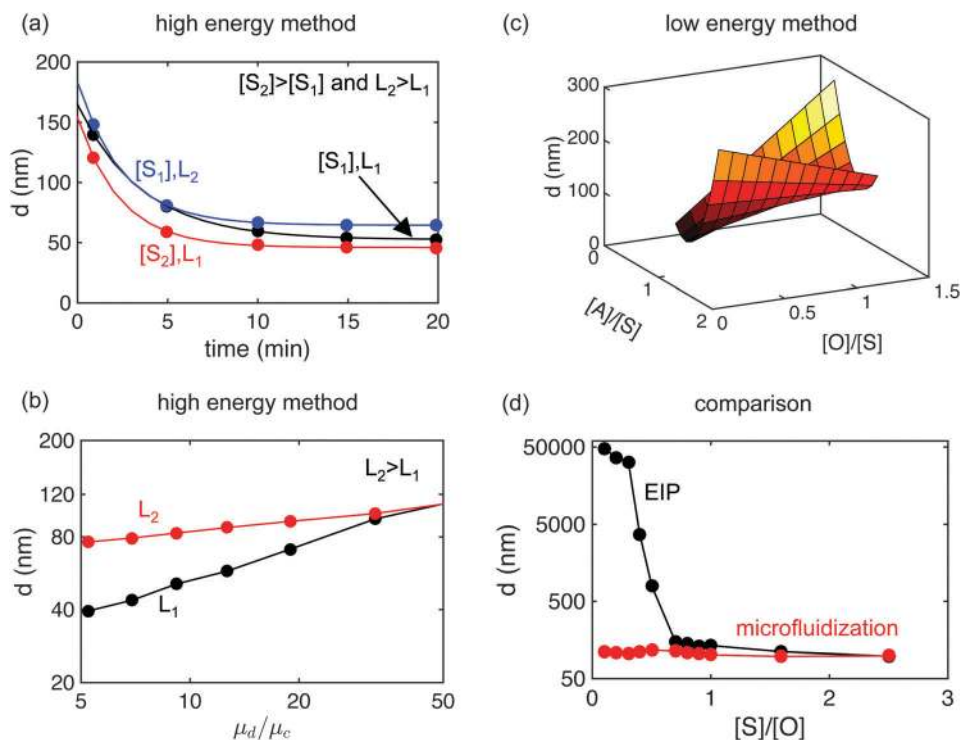 (a) high energy method
200
150
100
50
0
d (nm)
[S2]>[S1] and L2>L1
[S1],L1
[S1],L2
[S2],L1
0 5 10 15 20
time (min)
(c) low energy method
300
200
100
0
d (nm)
0 1 2
[A]/[S]
0 0.5 1 1.5
[O]/[S]
(b) high energy method
200
120
80
40
20
d (nm)
L2>L1
L2
L1
5 10 20 50
μd/μc
(d) comparison
50000
5000
500
50
d (nm)
EIP
microfluidization
0 1 2 3
[S]/[O]